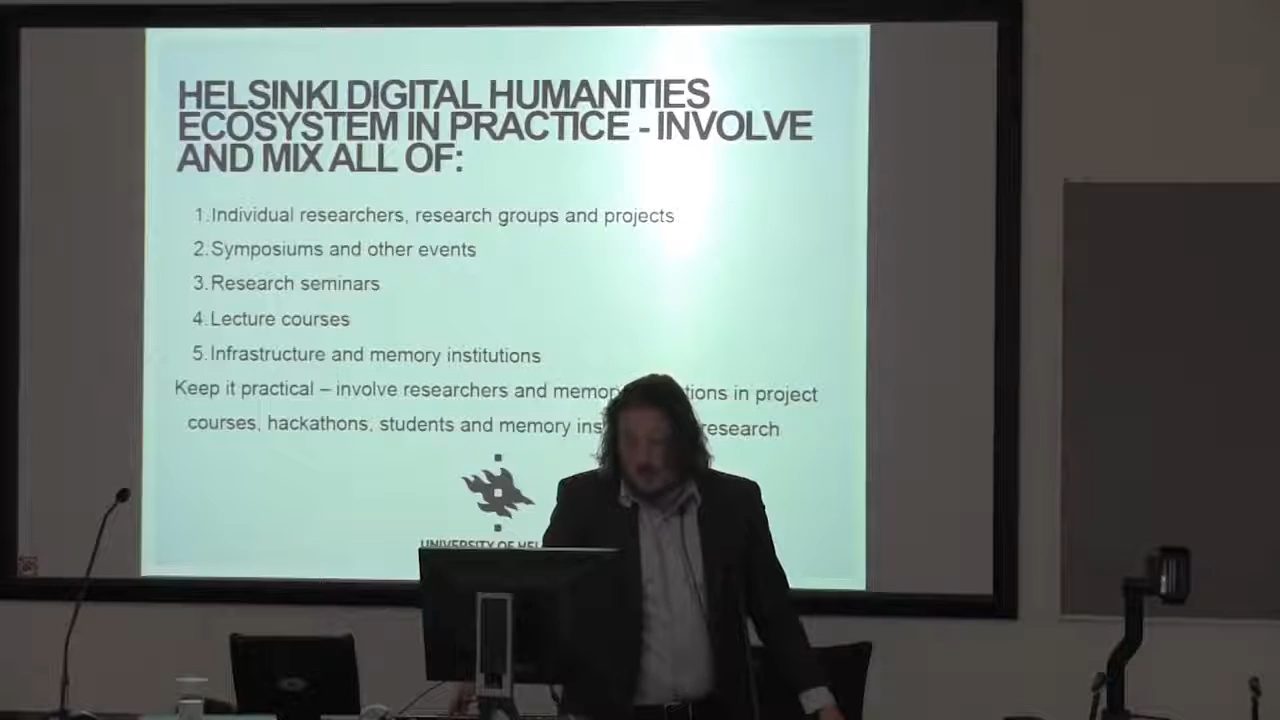 HELSINKI DIGITAL HUMANITIES
ECOSYSTEM IN PRACTICE - INVOLVE
AND MIX ALL OF:
1. Individual researchers, research groups and projects
2. Symposiums and other events
3. Research seminars
4. Lecture courses
5. Infrastructure and memory institutions
Keep it practical – involve researchers and in project
courses, hackathons, students and memory research
UNIVERSITY OF